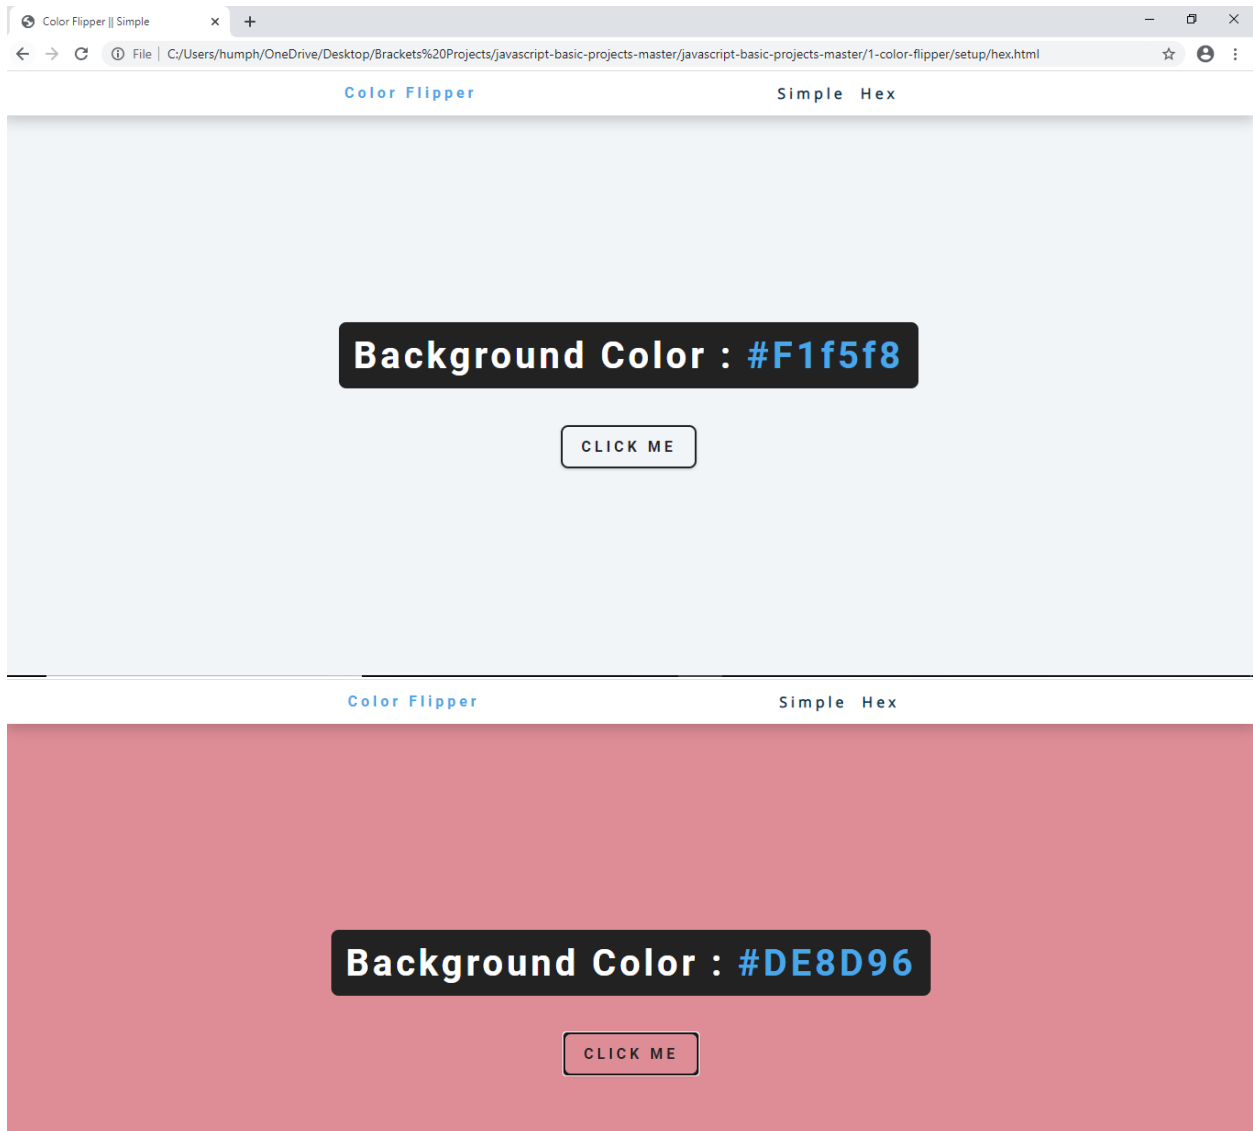 Color Flipper || Simple
File | C:/Users/humph/OneDrive/Desktop/Brackets%20Projects/javascript-basic-projects-master/javascript-basic-projects-master/1-color-flipper/setup/hex.html
Color Flipper Simple Hex
Background Color : #F1f5f8
CLICK ME
Color Flipper Simple Hex
Background Color : #DE8D96
CLICK ME